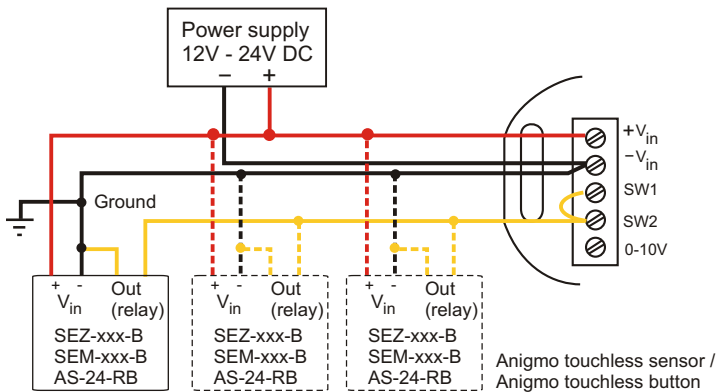 Power supply
12V - 24V DC
− +
+Vin
−Vin
SW1
SW2
0-10V
Ground
+ - Out
Vin (relay)
SEZ-xxx-B
SEM-xxx-B
AS-24-RB
+ - Out
Vin (relay)
SEZ-xxx-B
SEM-xxx-B
AS-24-RB
+ - Out
Vin (relay)
SEZ-xxx-B
SEM-xxx-B
AS-24-RB
Anigmo touchless sensor /
Anigmo touchless button